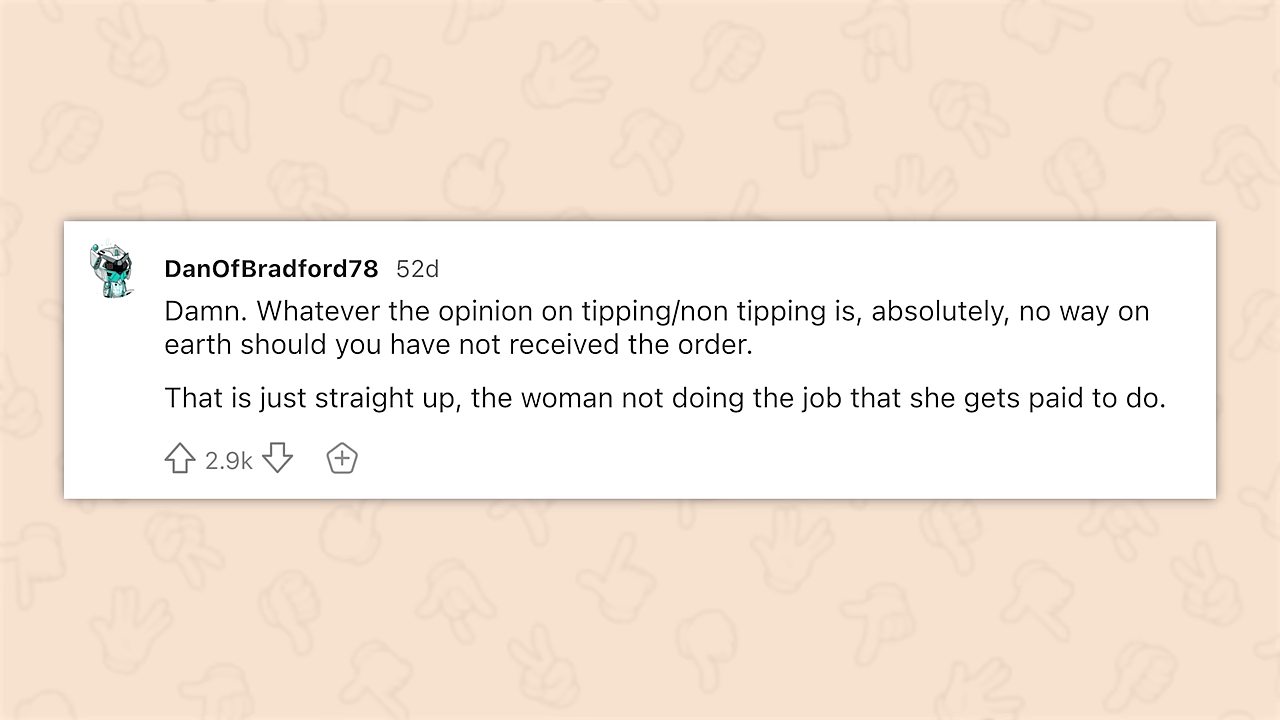 DanOfBradford78 52d
Damn. Whatever the opinion on tipping/non tipping is, absolutely, no way on
earth should you have not received the order.
That is just straight up, the woman not doing the job that she gets paid to do.
2.9k